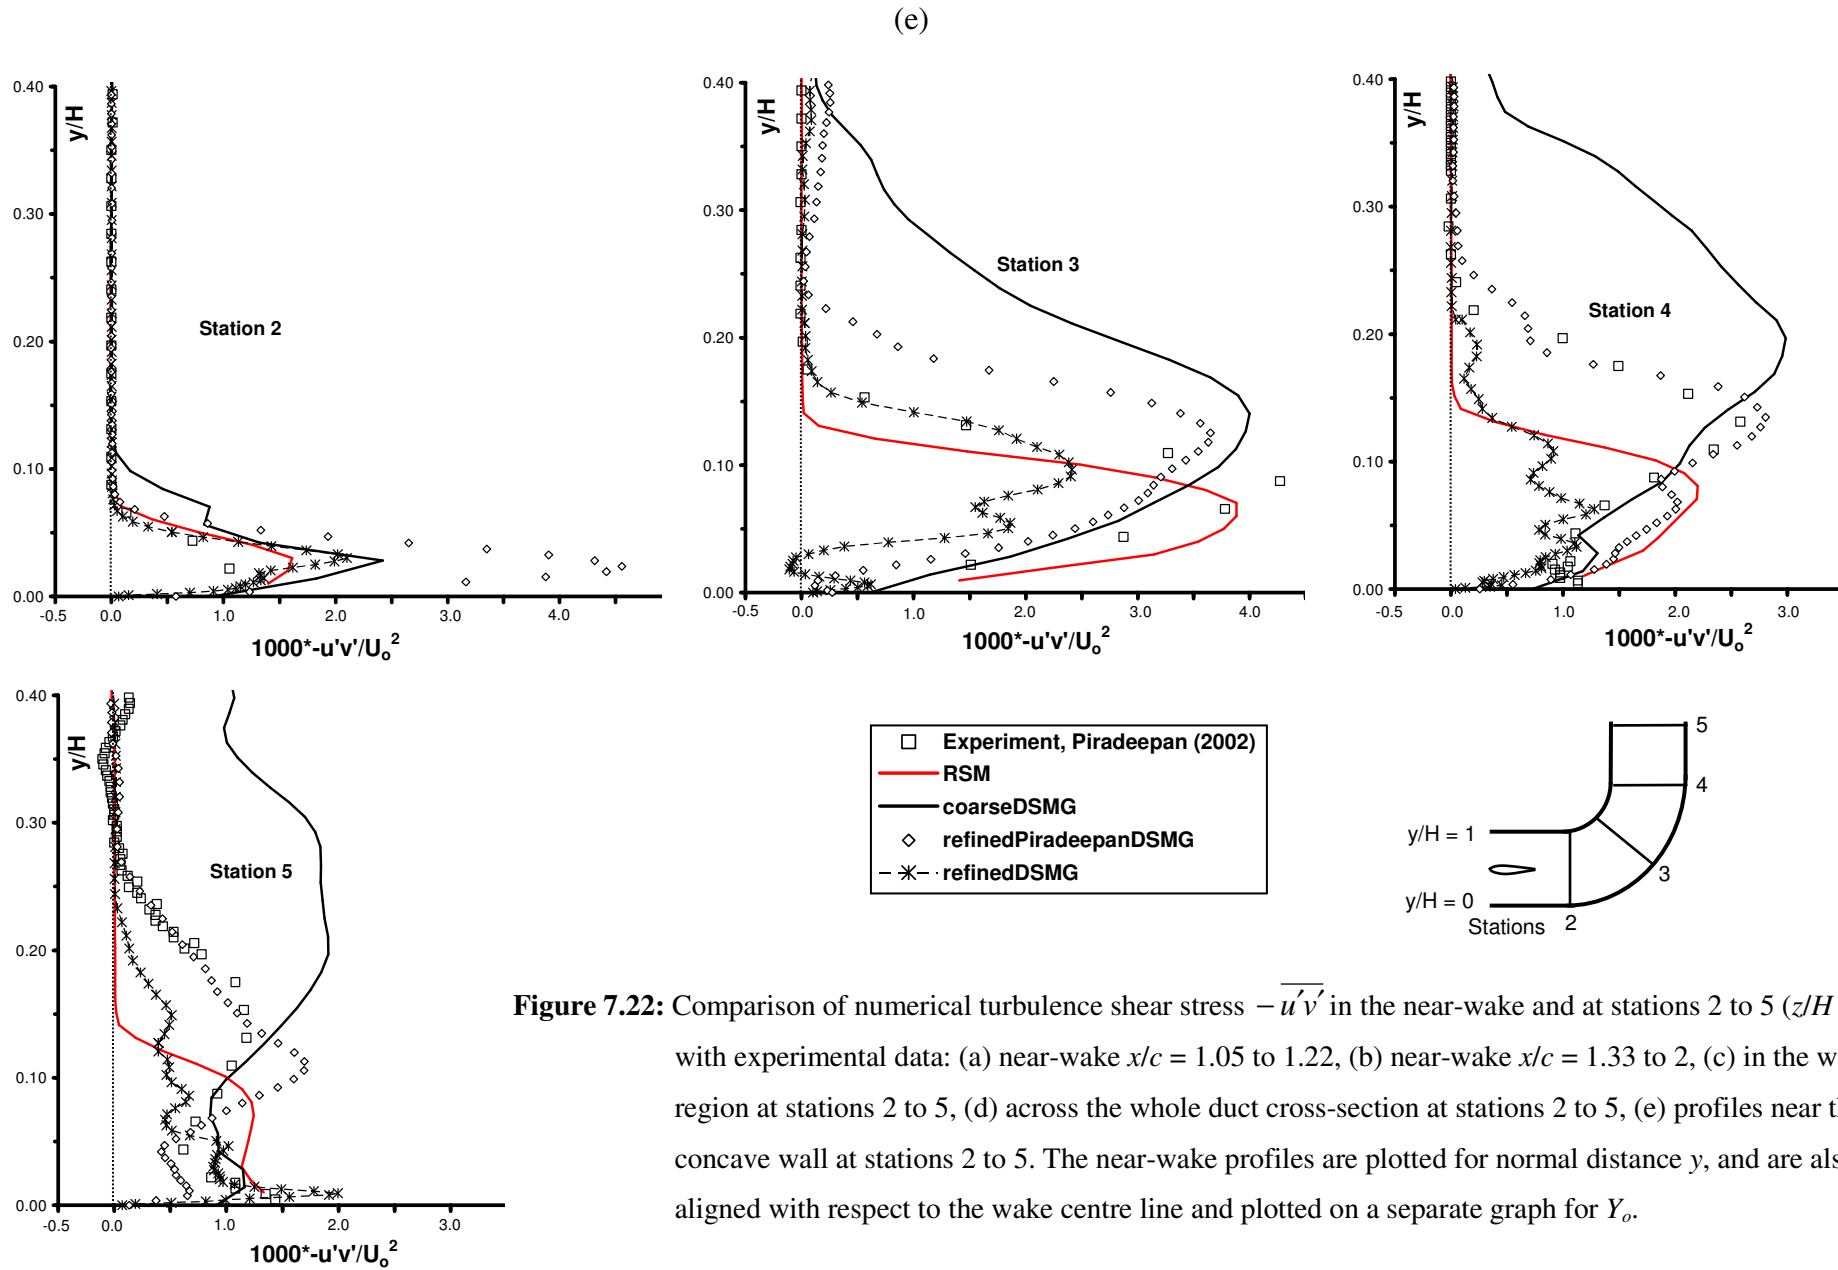 (e)
0.40
0.30
0.20
0.10
0.00
y/H
Station 2
-0.5 0.0 1.0 2.0 3.0 4.0
1000*-u'v'/Uo2
0.40
0.30
0.20
0.10
0.00
y/H
Station 3
-0.5 0.0 1.0 2.0 3.0 4.0
1000*-u'v'/Uo2
0.40
0.30
0.20
0.10
0.00
y/H
Station 4
-0.5 0.0 1.0 2.0 3.0
1000*-u'v'/Uo2
0.40
0.30
0.20
0.10
0.00
y/H
Station 5
-0.5 0.0 1.0 2.0 3.0
1000*-u'v'/Uo2
Experiment, Piradeepan (2002)
RSM
coarseDSMG
refinedPiradeepanDSMG
refinedDSMG
5
4
y/H = 1
3
y/H = 0
Stations 2
Figure 7.22: Comparison of numerical turbulence shear stress − u′v′ in the near-wake and at stations 2 to 5 (z/H
with experimental data: (a) near-wake x/c = 1.05 to 1.22, (b) near-wake x/c = 1.33 to 2, (c) in the
region at stations 2 to 5, (d) across the whole duct cross-section at stations 2 to 5, (e) profiles near
concave wall at stations 2 to 5. The near-wake profiles are plotted for normal distance y, and are
aligned with respect to the wake centre line and plotted on a separate graph for Yo.